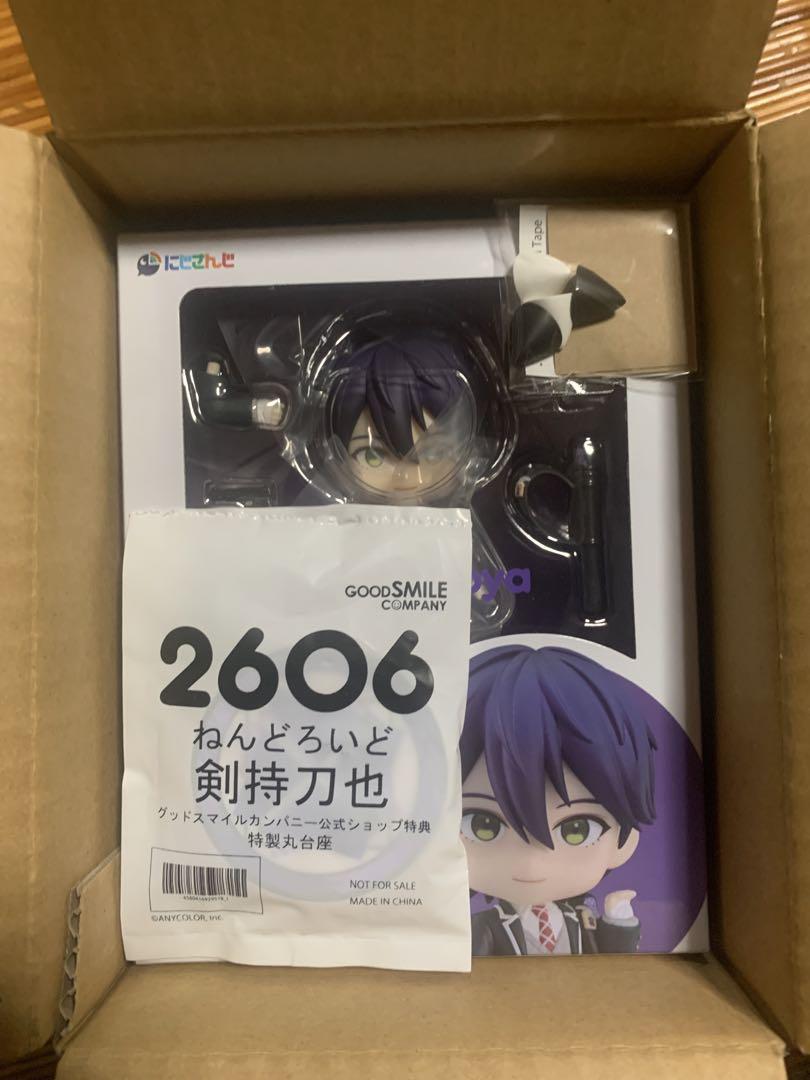 にじさんじ
Tape
oya
GOODSMILE
COMPANY
2606
ねんどろいど
剣持刀也
グッドスマイルカンパニー公式ショップ特典
特製丸台座
NOT FOR SALE
MADE IN CHINA
©ANYCOLOR, Inc.